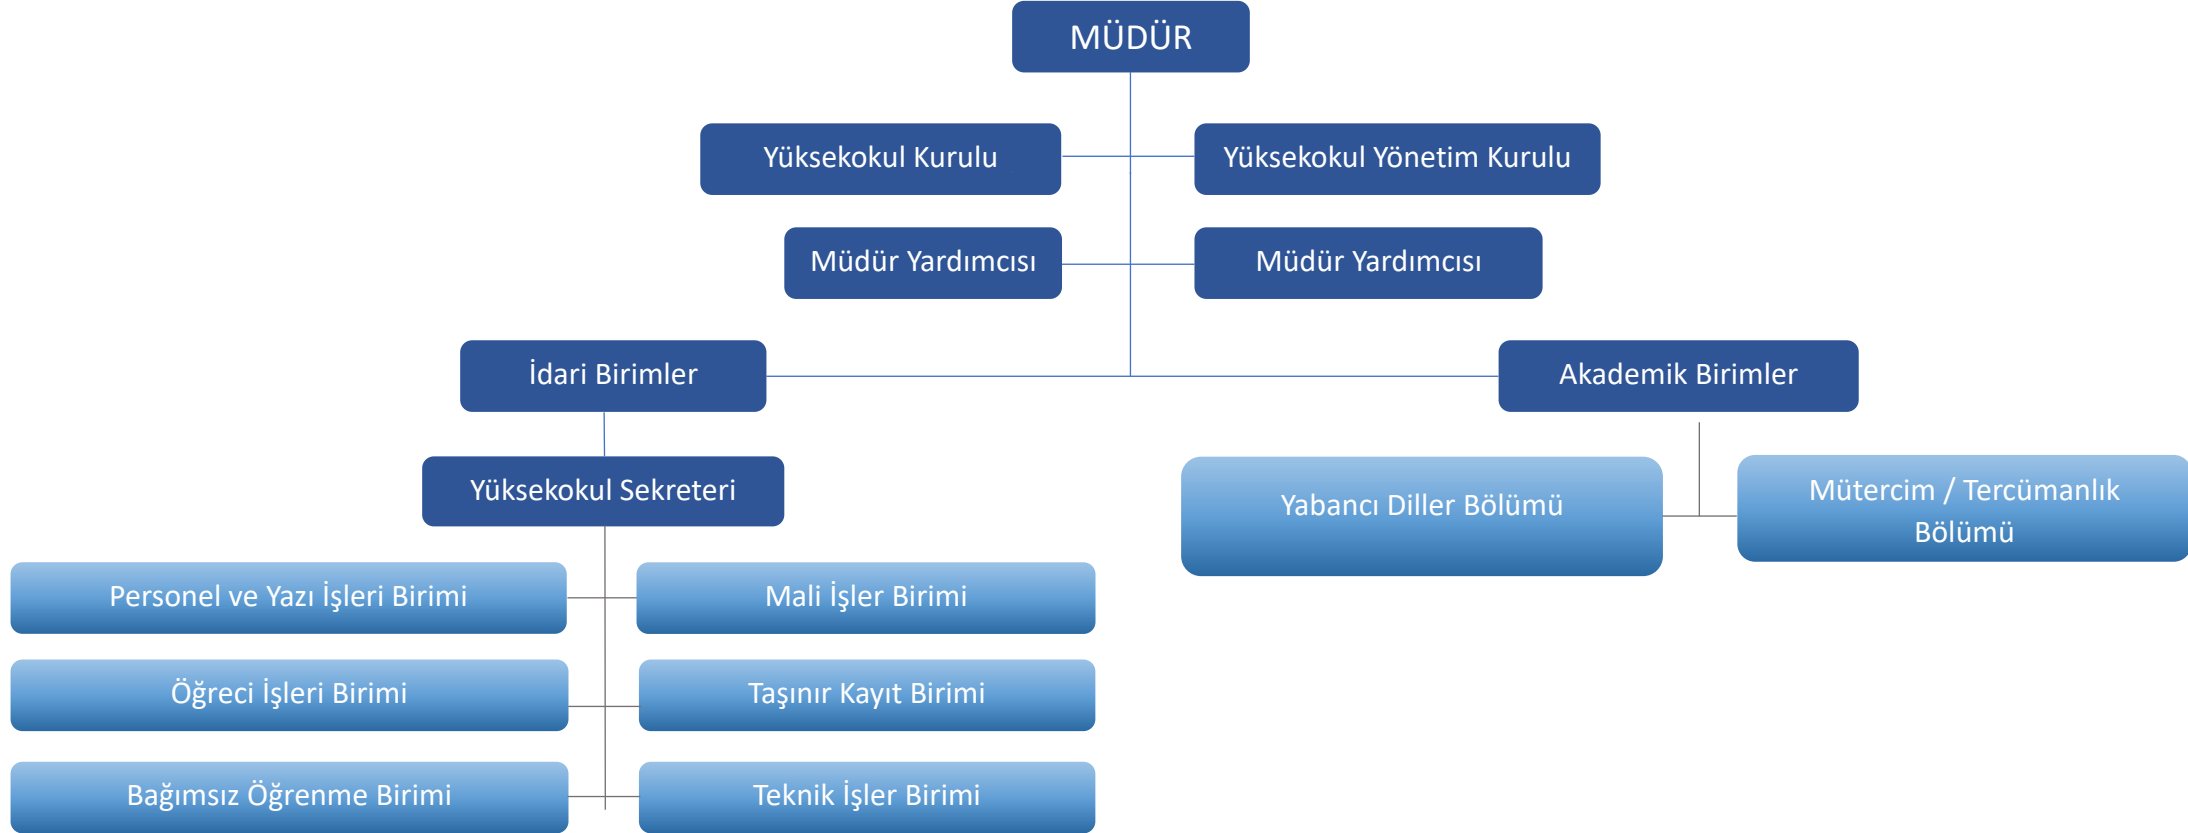 MÜDÜR
Yüksekokul Kurulu
Yüksekokul Yönetim Kurulu
Müdür Yardımcısı
Müdür Yardımcısı
İdari Birimler
Akademik Birimler
Yüksekokul Sekreteri
Yabancı Diller Bölümü
Mütercim / Tercümanlık
Bölümü
Personel ve Yazı İşleri Birimi
Mali İşler Birimi
Öğreci İşleri Birimi
Taşınır Kayıt Birimi
Bağımsız Öğrenme Birimi
Teknik İşler Birimi